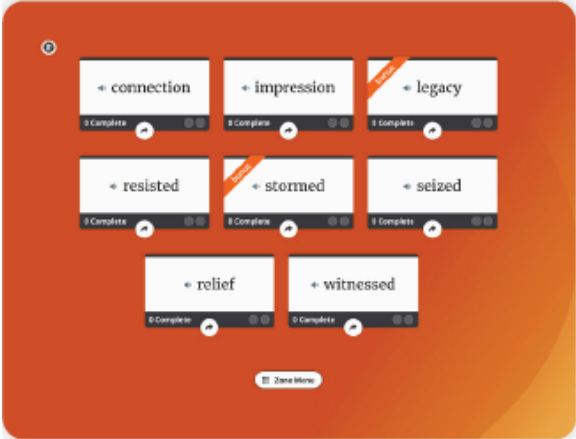 connection impression bonus legacy
0 Complete 0 Complete 0 Complete
resisted bonus stormed seized
0 Complete 0 Complete 0 Complete
relief witnessed
0 Complete 0 Complete
Zone Menu